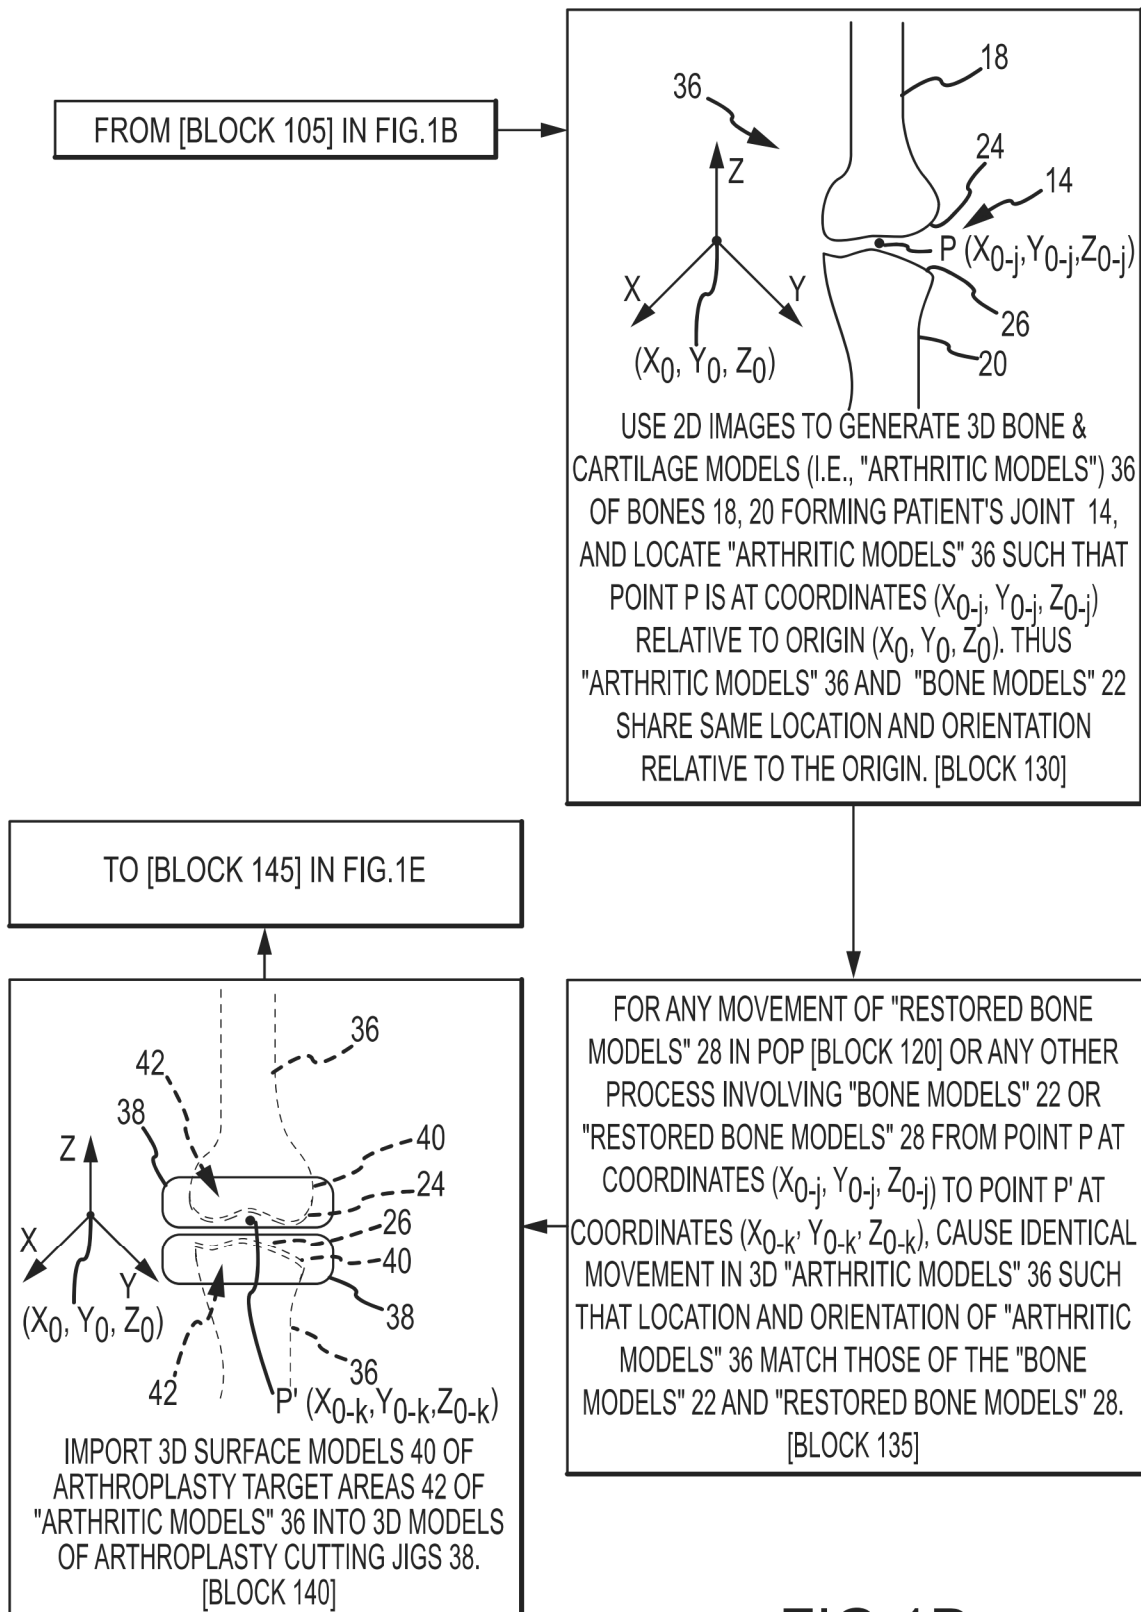 FROM [BLOCK 105] IN FIG.1B
36
18
24
14
Z
P (X0-j,Y0-j,Z0-j)
X
Y
26
20
(X0, Y0, Z0)
USE 2D IMAGES TO GENERATE 3D BONE &
CARTILAGE MODELS (I.E., "ARTHRITIC MODELS") 36
OF BONES 18, 20 FORMING PATIENT'S JOINT 14,
AND LOCATE "ARTHRITIC MODELS" 36 SUCH THAT
POINT P IS AT COORDINATES (X0-j, Y0-j, Z0-j)
RELATIVE TO ORIGIN (X0, Y0, Z0). THUS
"ARTHRITIC MODELS" 36 AND "BONE MODELS" 22
SHARE SAME LOCATION AND ORIENTATION
RELATIVE TO THE ORIGIN. [BLOCK 130]
FOR ANY MOVEMENT OF "RESTORED BONE
MODELS" 28 IN POP [BLOCK 120] OR ANY OTHER
PROCESS INVOLVING "BONE MODELS" 22 OR
"RESTORED BONE MODELS" 28 FROM POINT P AT
COORDINATES (X0-j, Y0-j, Z0-j) TO POINT P' AT
COORDINATES (X0-k, Y0-k, Z0-k), CAUSE IDENTICAL
MOVEMENT IN 3D "ARTHRITIC MODELS" 36 SUCH
THAT LOCATION AND ORIENTATION OF "ARTHRITIC
MODELS" 36 MATCH THOSE OF THE "BONE
MODELS" 22 AND "RESTORED BONE MODELS" 28.
[BLOCK 135]
TO [BLOCK 145] IN FIG.1E
36
42
38
Z
40
24
26
X
Y
40
(X0, Y0, Z0)
38
36
42
P' (X0-k,Y0-k,Z0-k)
IMPORT 3D SURFACE MODELS 40 OF
ARTHROPLASTY TARGET AREAS 42 OF
"ARTHRITIC MODELS" 36 INTO 3D MODELS
OF ARTHROPLASTY CUTTING JIGS 38.
[BLOCK 140]